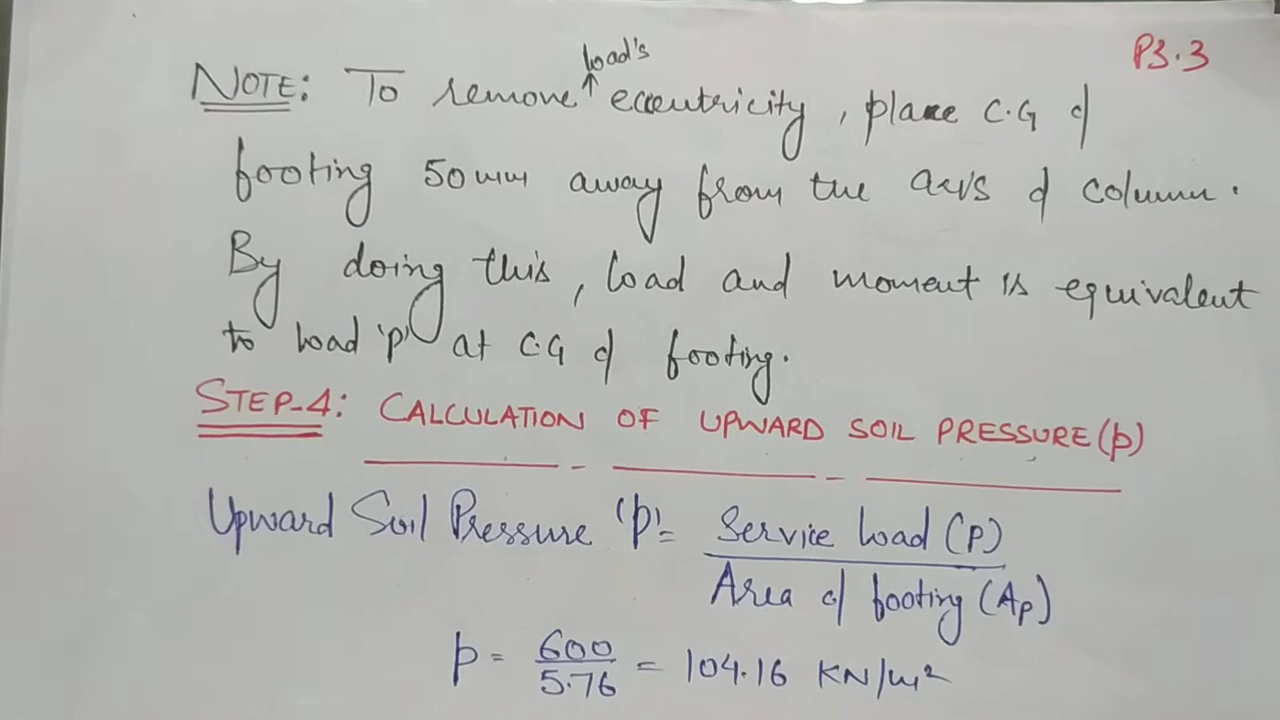 P3.3
load's
NOTE: To remove ↑ eccentricity, place C.G of
footing 50mm away from the axis of column.
By doing this, load and moment is equivalent
to load 'P' at C.G of footing.
STEP-4: CALCULATION OF UPWARD SOIL PRESSURE (p)
Upward Soil Pressure 'p' = Service load (P)
Area of footing (Ap)
p = 600/5.76 = 104.16 KN/m²